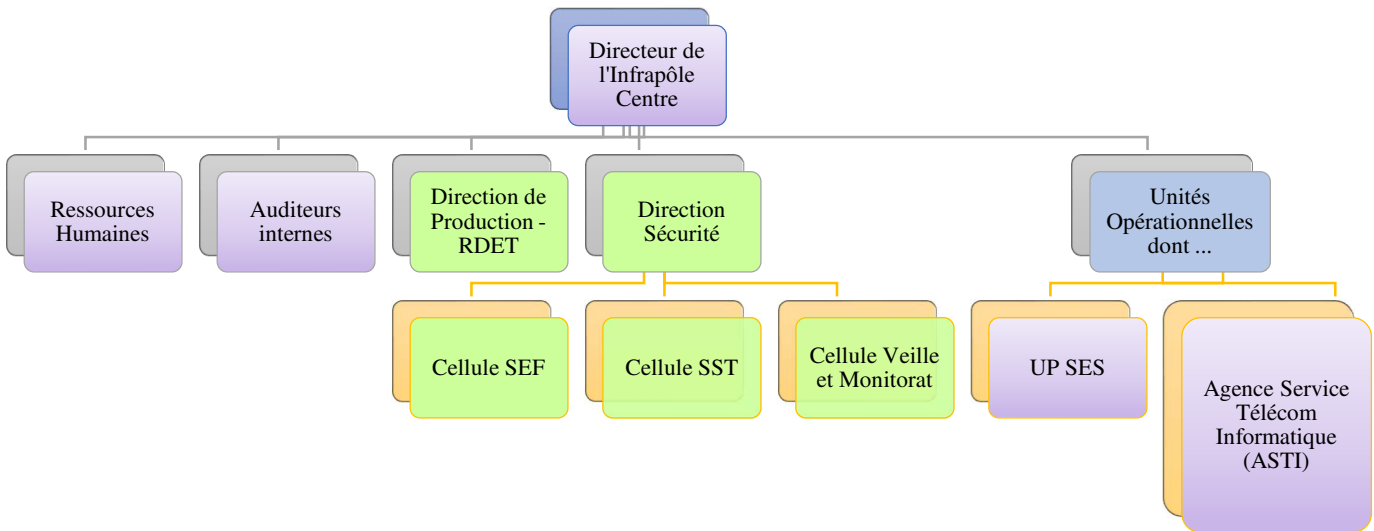 Directeur de
l'Infrapôle
Centre
Ressources
Humaines
Auditeurs
internes
Direction de
Production -
RDET
Direction
Sécurité
Unités
Opérationnelles
dont ...
Cellule SEF
Cellule SST
Cellule Veille
et Monitorat
UP SES
Agence Service
Télécom
Informatique
(ASTI)